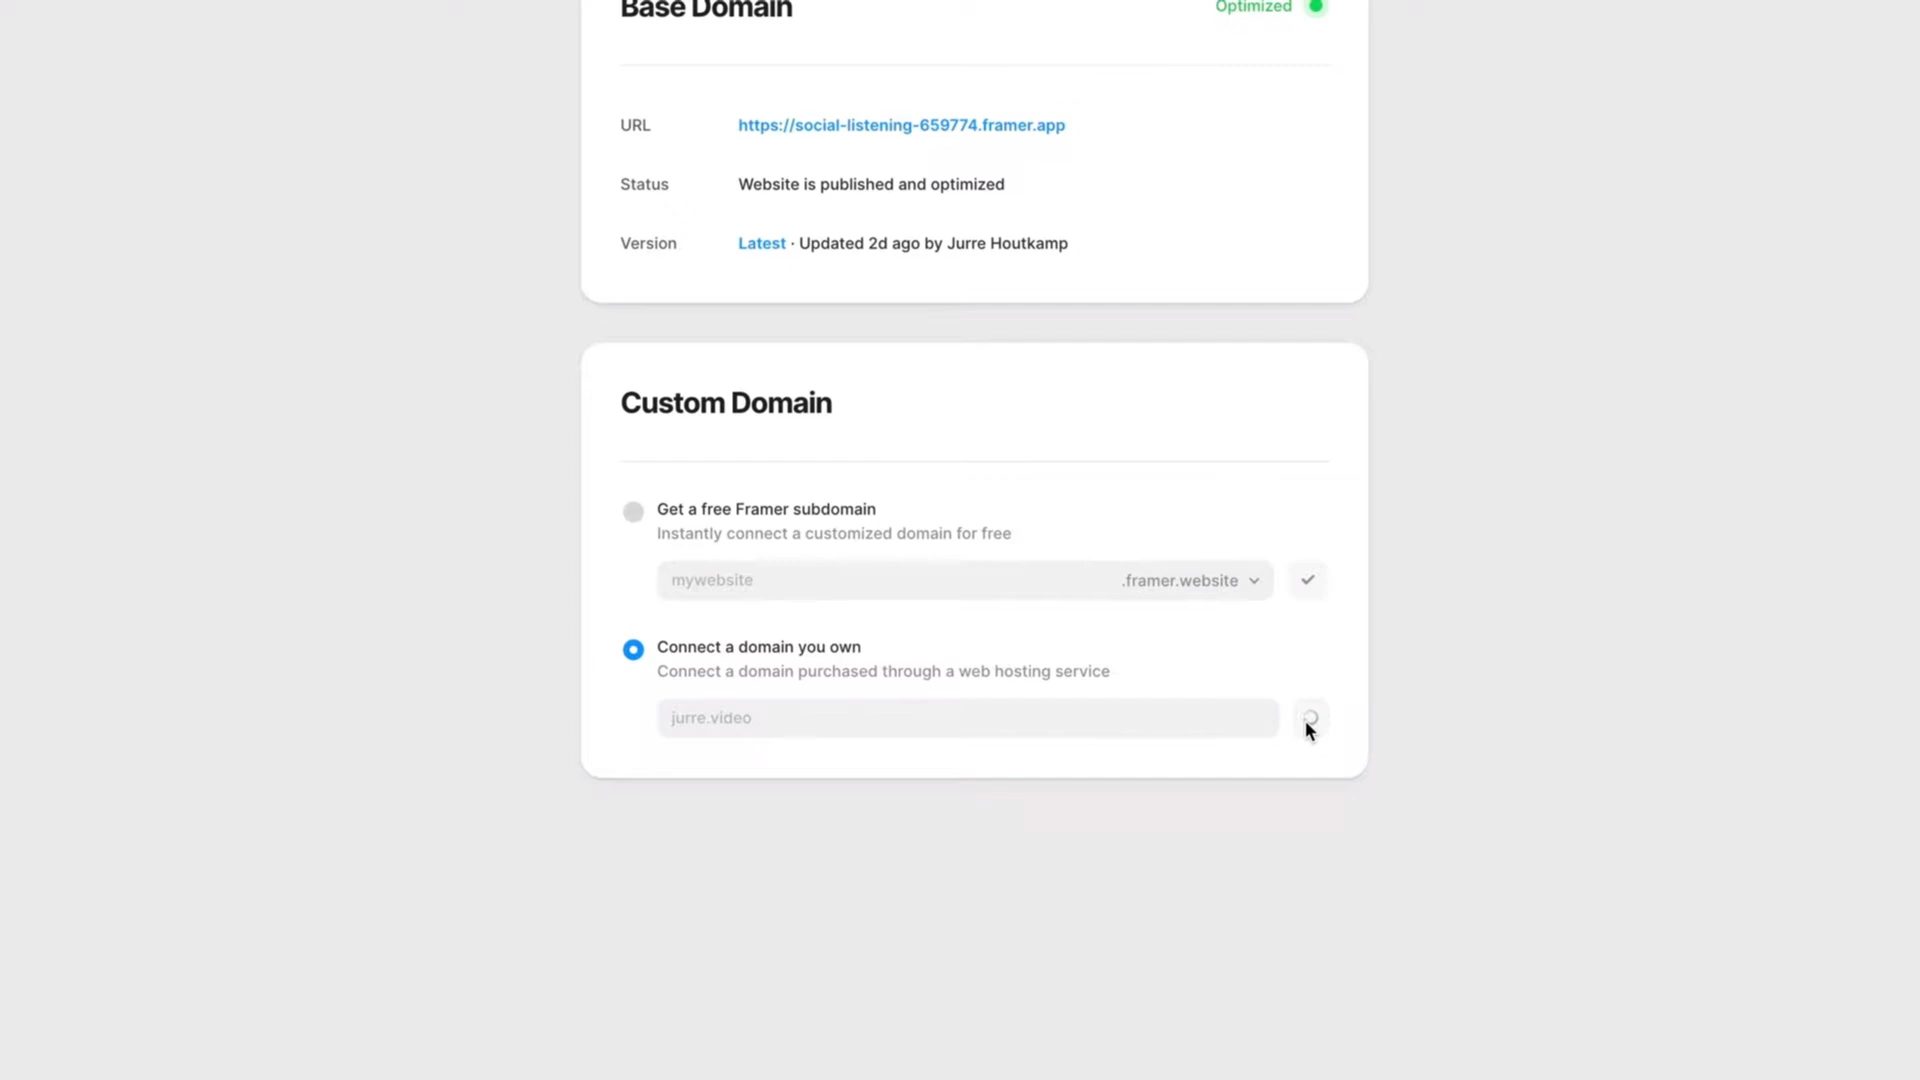 Base Domain
Optimized
URL
https://social-listening-659774.framer.app
Status
Website is published and optimized
Version
Latest · Updated 2d ago by Jurre Houtkamp
Custom Domain
Get a free Framer subdomain
Instantly connect a customized domain for free
mywebsite
.framer.website
Connect a domain you own
Connect a domain purchased through a web hosting service
jurre.video